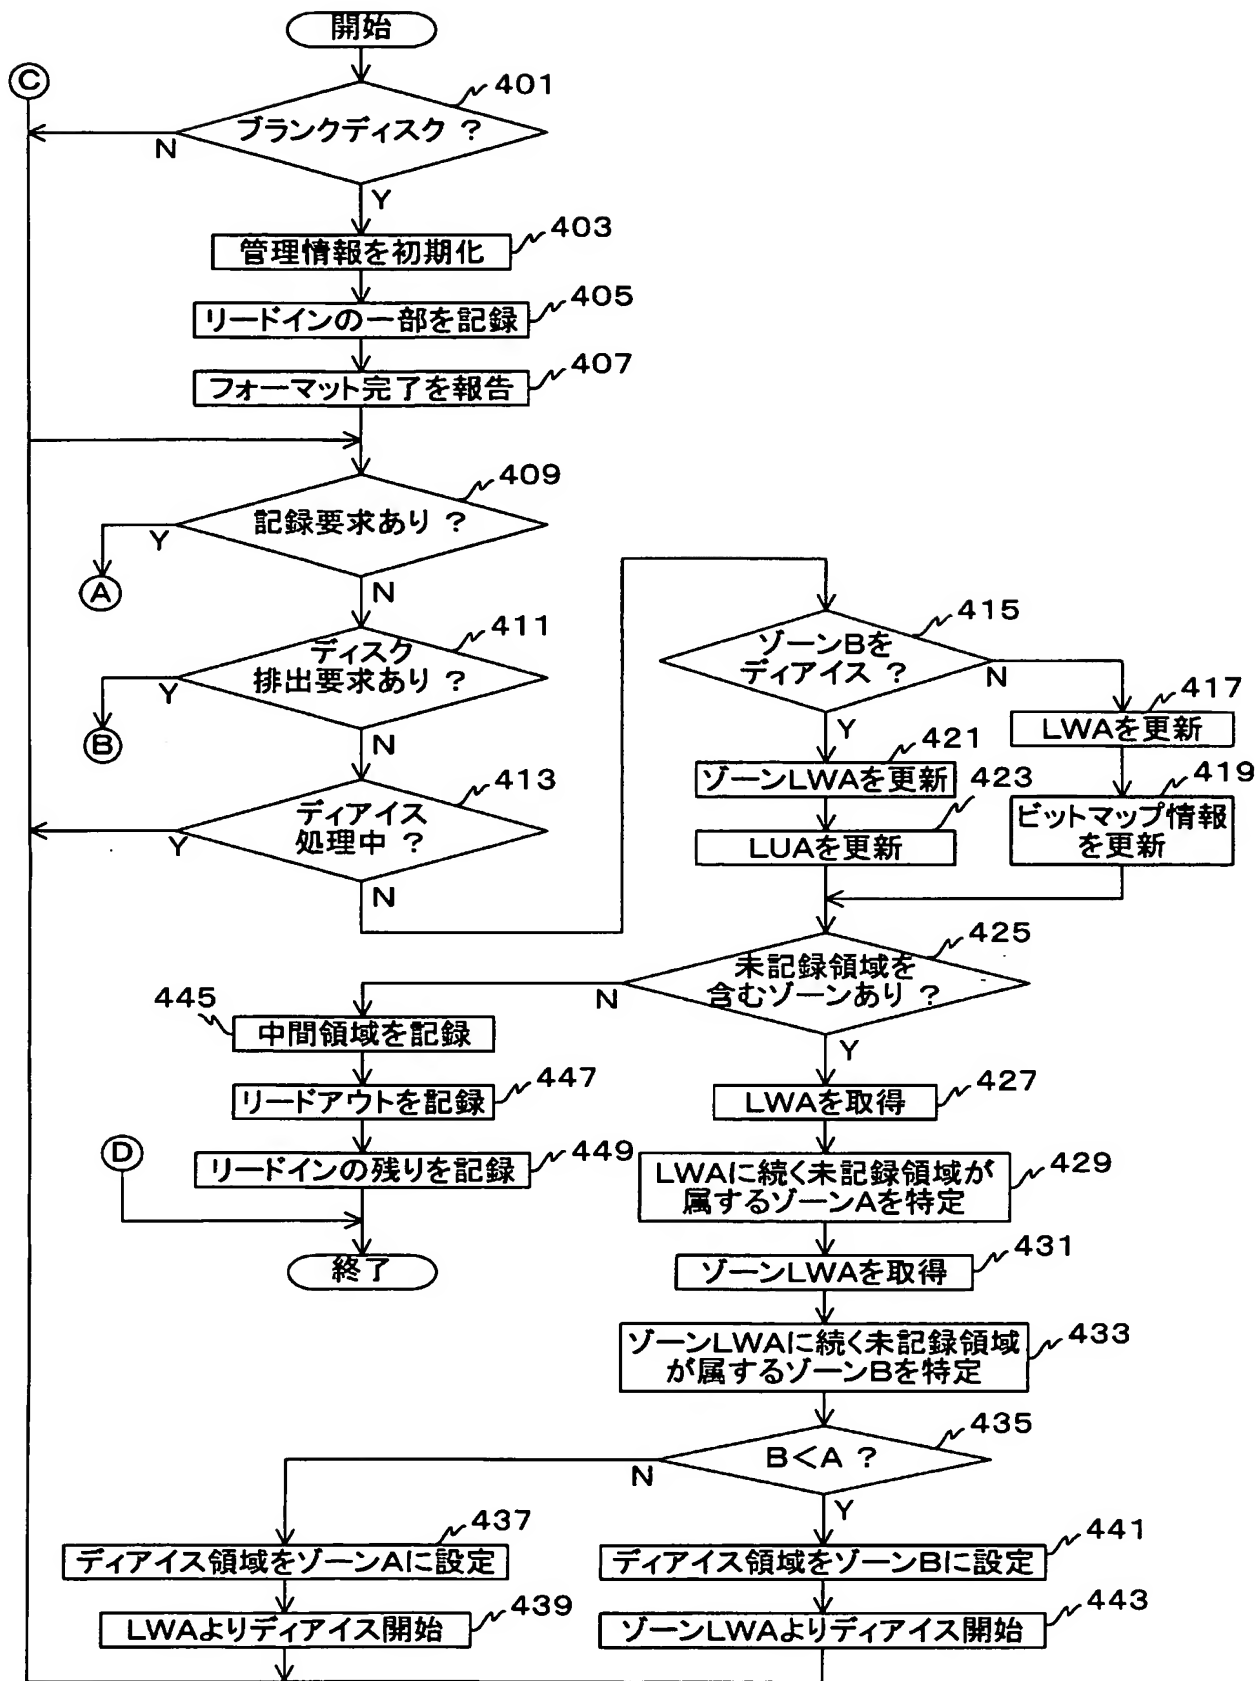 開始
C
401
ブランクディスク ?
N
Y
403
管理情報を初期化
405
リードインの一部を記録
407
フォーマット完了を報告
409
記録要求あり ?
Y
A
N
411
ディスク
排出要求あり ?
Y
B
N
413
ディアイス
処理中 ?
Y
N
415
ゾーンBを
ディアイス ?
N
Y
417
LWAを更新
419
ビットマップ情報
を更新
421
ゾーンLWAを更新
423
LUAを更新
425
未記録領域を
含むゾーンあり ?
N
Y
445
中間領域を記録
447
リードアウトを記録
D
449
リードインの残りを記録
終了
427
LWAを取得
429
LWAに続く未記録領域が
属するゾーンAを特定
431
ゾーンLWAを取得
433
ゾーンLWAに続く未記録領域
が属するゾーンBを特定
435
B<A ?
N
Y
437
ディアイス領域をゾーンAに設定
439
LWAよりディアイス開始
441
ディアイス領域をゾーンBに設定
443
ゾーンLWAよりディアイス開始